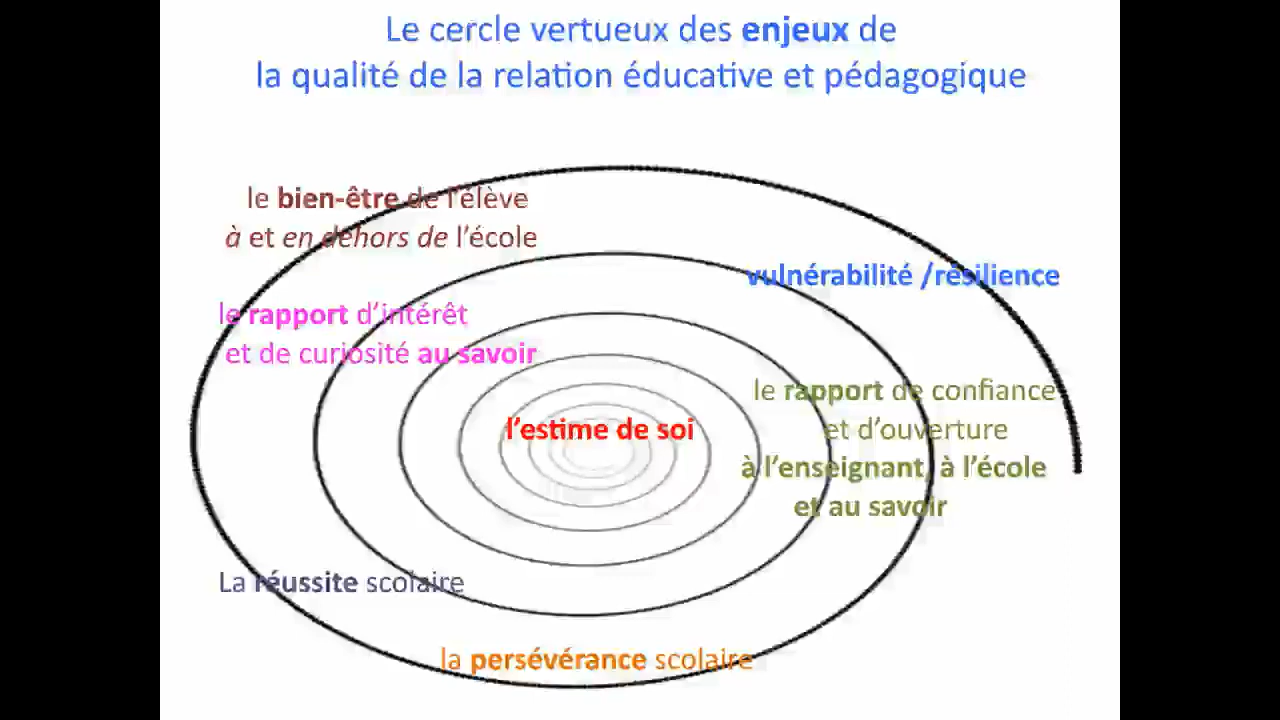 Le cercle vertueux des enjeux de
la qualité de la relation éducative et pédagogique
le bien-être de l'élève
à et en dehors de l'école
vulnérabilité /résilience
le rapport d'intérêt
et de curiosité au savoir
le rapport de confiance
et d'ouverture
à l'enseignant, à l'école
et au savoir
l'estime de soi
La réussite scolaire
la persévérance scolaire